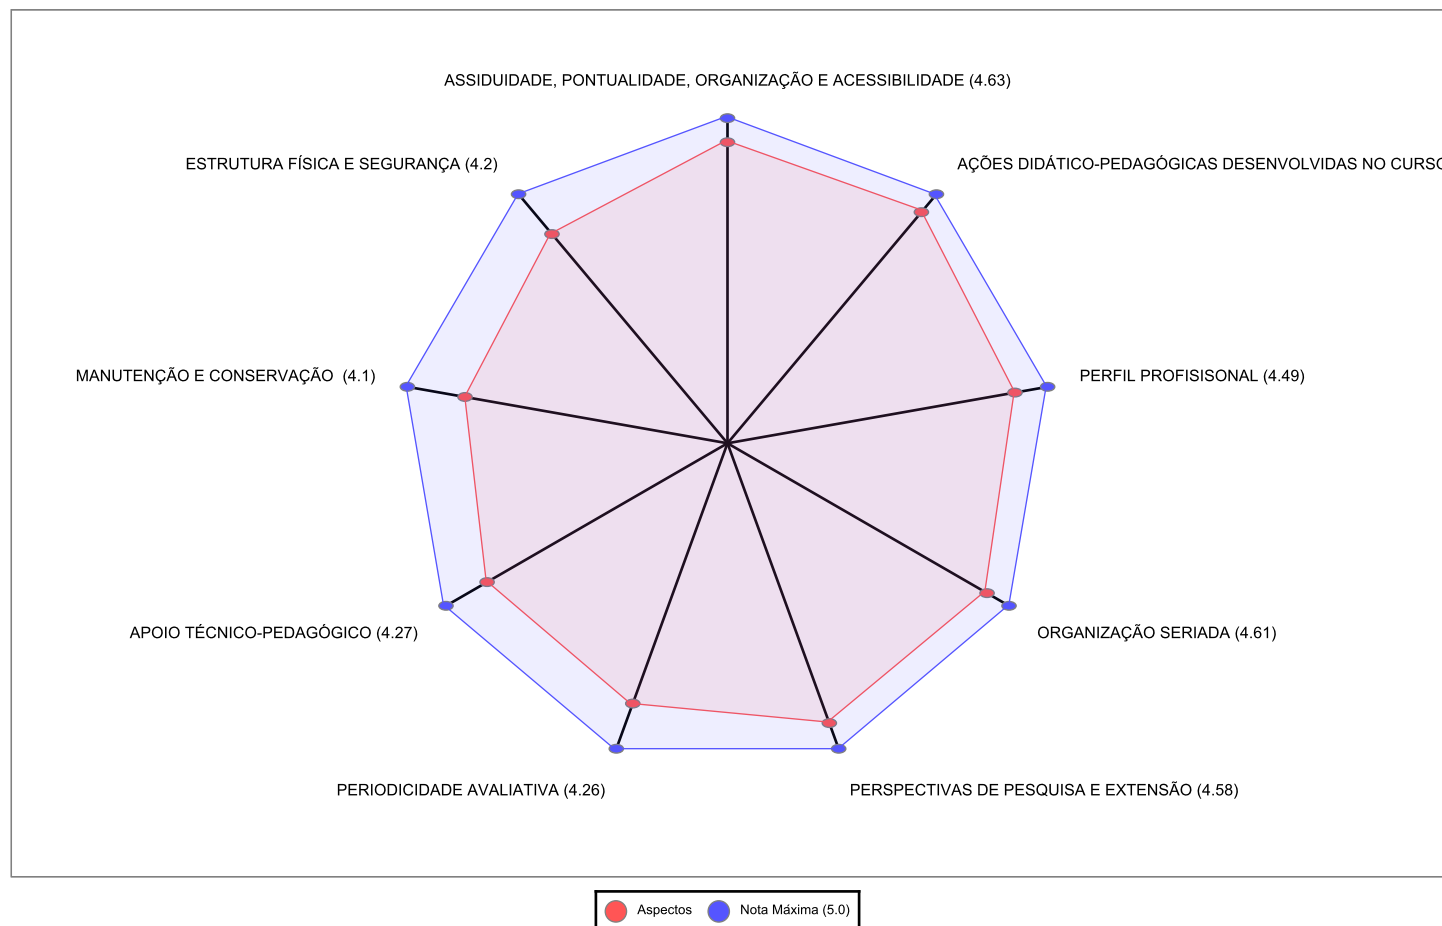 ASSIDUIDADE, PONTUALIDADE, ORGANIZAÇÃO E ACESSIBILIDADE (4.63)
ESTRUTURA FÍSICA E SEGURANÇA (4.2)
AÇÕES DIDÁTICO-PEDAGÓGICAS DESENVOLVIDAS NO CURSO
MANUTENÇÃO E CONSERVAÇÃO (4.1)
PERFIL PROFISISONAL (4.49)
APOIO TÉCNICO-PEDAGÓGICO (4.27)
ORGANIZAÇÃO SERIADA (4.61)
PERIODICIDADE AVALIATIVA (4.26)
PERSPECTIVAS DE PESQUISA E EXTENSÃO (4.58)
Aspectos
Nota Máxima (5.0)